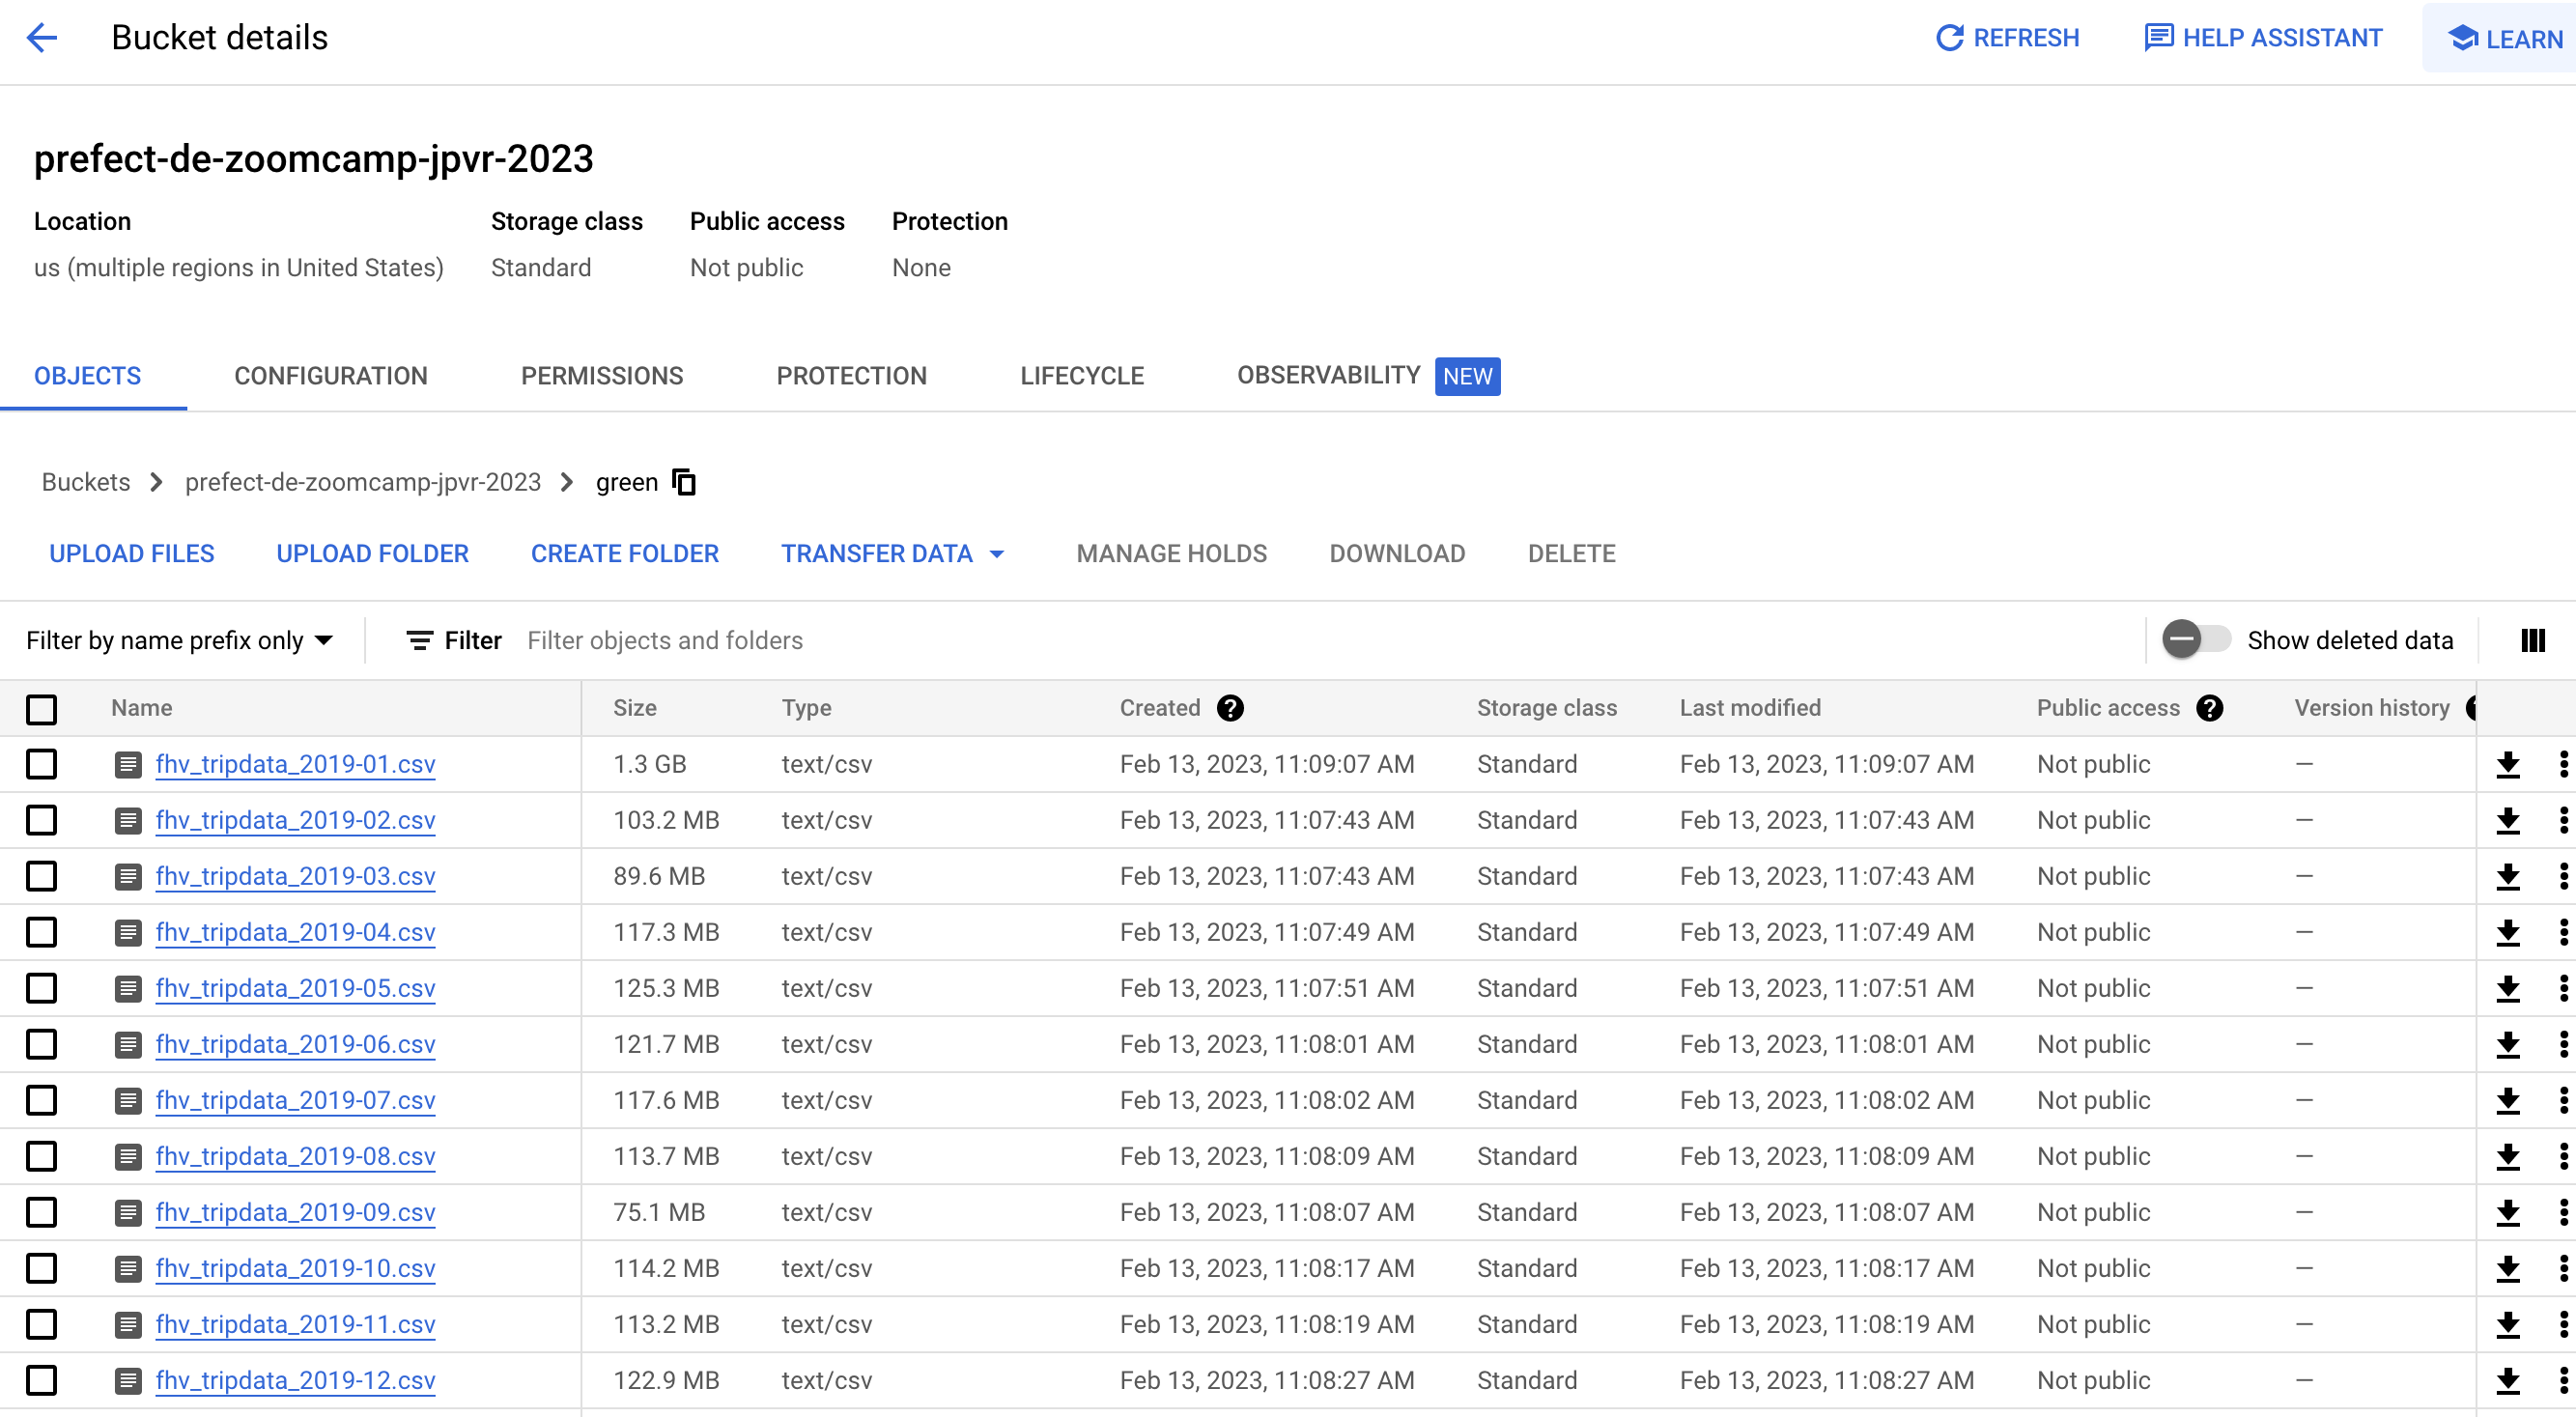 Bucket details REFRESH HELP ASSISTANT LEARN
prefect-de-zoomcamp-jpvr-2023
Location Storage class Public access Protection
us (multiple regions in United States) Standard Not public None
OBJECTS CONFIGURATION PERMISSIONS PROTECTION LIFECYCLE OBSERVABILITY NEW
Buckets > prefect-de-zoomcamp-jpvr-2023 > green
UPLOAD FILES UPLOAD FOLDER CREATE FOLDER TRANSFER DATA MANAGE HOLDS DOWNLOAD DELETE
Filter by name prefix only Filter Filter objects and folders Show deleted data
Name Size Type Created Storage class Last modified Public access Version history
fhv_tripdata_2019-01.csv 1.3 GB text/csv Feb 13, 2023, 11:09:07 AM Standard Feb 13, 2023, 11:09:07 AM Not public —
fhv_tripdata_2019-02.csv 103.2 MB text/csv Feb 13, 2023, 11:07:43 AM Standard Feb 13, 2023, 11:07:43 AM Not public —
fhv_tripdata_2019-03.csv 89.6 MB text/csv Feb 13, 2023, 11:07:43 AM Standard Feb 13, 2023, 11:07:43 AM Not public —
fhv_tripdata_2019-04.csv 117.3 MB text/csv Feb 13, 2023, 11:07:49 AM Standard Feb 13, 2023, 11:07:49 AM Not public —
fhv_tripdata_2019-05.csv 125.3 MB text/csv Feb 13, 2023, 11:07:51 AM Standard Feb 13, 2023, 11:07:51 AM Not public —
fhv_tripdata_2019-06.csv 121.7 MB text/csv Feb 13, 2023, 11:08:01 AM Standard Feb 13, 2023, 11:08:01 AM Not public —
fhv_tripdata_2019-07.csv 117.6 MB text/csv Feb 13, 2023, 11:08:02 AM Standard Feb 13, 2023, 11:08:02 AM Not public —
fhv_tripdata_2019-08.csv 113.7 MB text/csv Feb 13, 2023, 11:08:09 AM Standard Feb 13, 2023, 11:08:09 AM Not public —
fhv_tripdata_2019-09.csv 75.1 MB text/csv Feb 13, 2023, 11:08:07 AM Standard Feb 13, 2023, 11:08:07 AM Not public —
fhv_tripdata_2019-10.csv 114.2 MB text/csv Feb 13, 2023, 11:08:17 AM Standard Feb 13, 2023, 11:08:17 AM Not public —
fhv_tripdata_2019-11.csv 113.2 MB text/csv Feb 13, 2023, 11:08:19 AM Standard Feb 13, 2023, 11:08:19 AM Not public —
fhv_tripdata_2019-12.csv 122.9 MB text/csv Feb 13, 2023, 11:08:27 AM Standard Feb 13, 2023, 11:08:27 AM Not public —